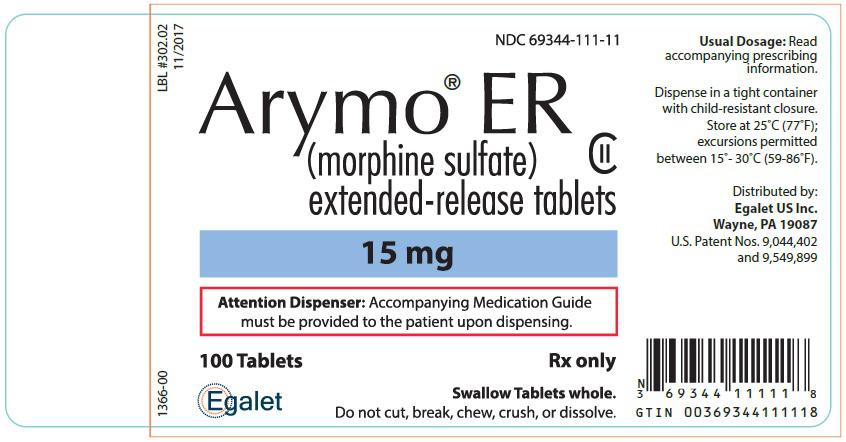 LBL #302.02
11/2017
NDC 69344-111-11
Arymo® ER
(morphine sulfate) CII
extended-release tablets
15 mg
Attention Dispenser: Accompanying Medication Guide
must be provided to the patient upon dispensing.
100 Tablets Rx only
1366-00
Egalet
Swallow Tablets whole.
Do not cut, break, chew, crush, or dissolve.
Usual Dosage: Read
accompanying prescribing
information.
Dispense in a tight container
with child-resistant closure.
Store at 25˚C (77˚F);
excursions permitted
between 15˚- 30˚C (59-86˚F).
Distributed by:
Egalet US Inc.
Wayne, PA 19087
U.S. Patent Nos. 9,044,402
and 9,549,899
N
3 69344 11111 8
GTIN 00369344111118